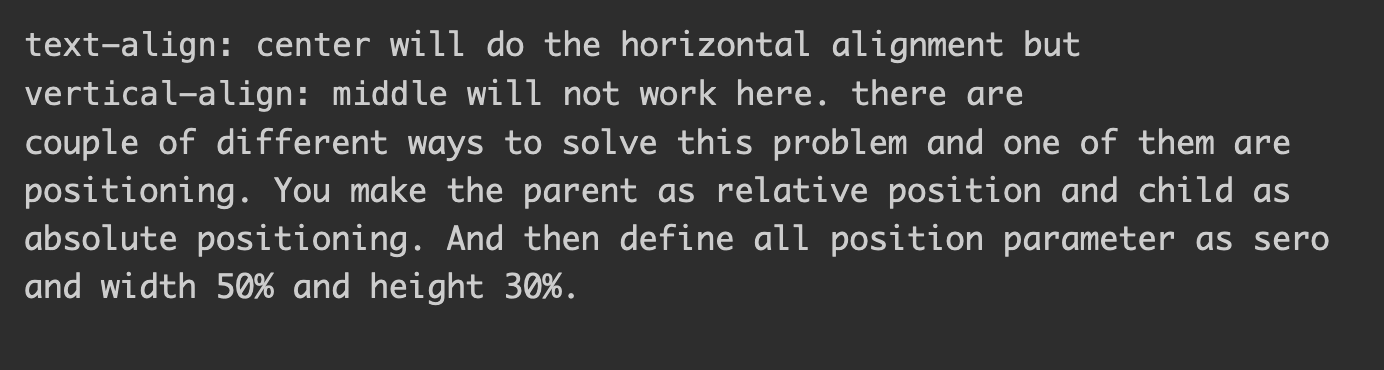 text-align: center will do the horizontal alignment but
vertical-align: middle will not work here. there are
couple of different ways to solve this problem and one of them are
positioning. You make the parent as relative position and child as
absolute positioning. And then define all position parameter as sero
and width 50% and height 30%.